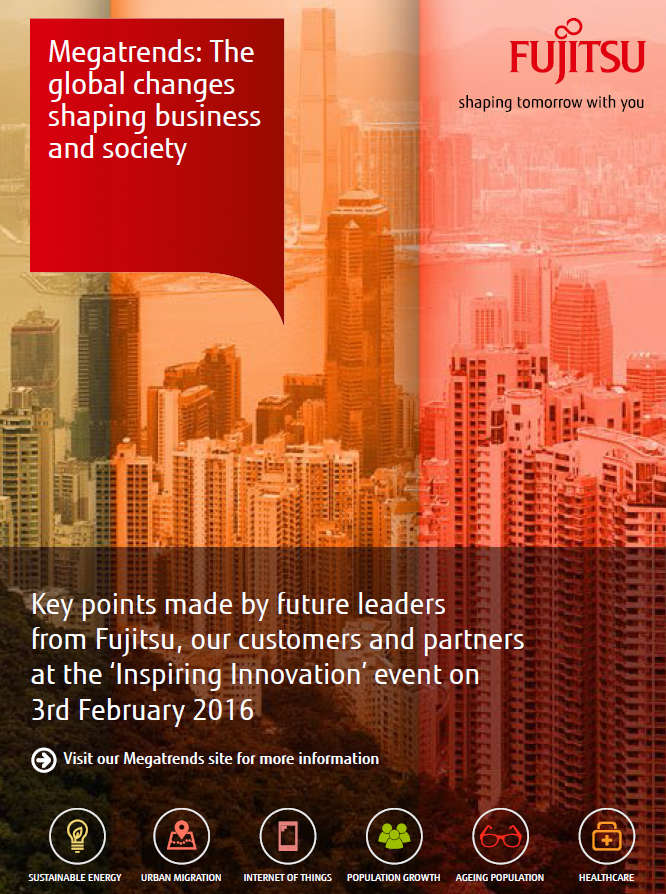 Megatrends: The
global changes
shaping business
and society
FUJITSU
shaping tomorrow with you
Key points made by future leaders
from Fujitsu, our customers and partners
at the ‘Inspiring Innovation’ event on
3rd February 2016
Visit our Megatrends site for more information
SUSTAINABLE ENERGY
URBAN MIGRATION
INTERNET OF THINGS
POPULATION GROWTH
AGEING POPULATION
HEALTHCARE